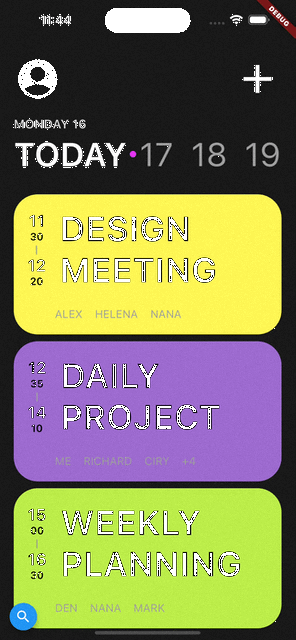 11:44
DEBUG
MONDAY 16
TODAY 17 18 19
11
30
12
20
DESIGN
MEETING
ALEX HELENA NANA
12
35
14
10
DAILY
PROJECT
ME RICHARD CIRY +4
15
00
16
30
WEEKLY
PLANNING
DEN NANA MARK